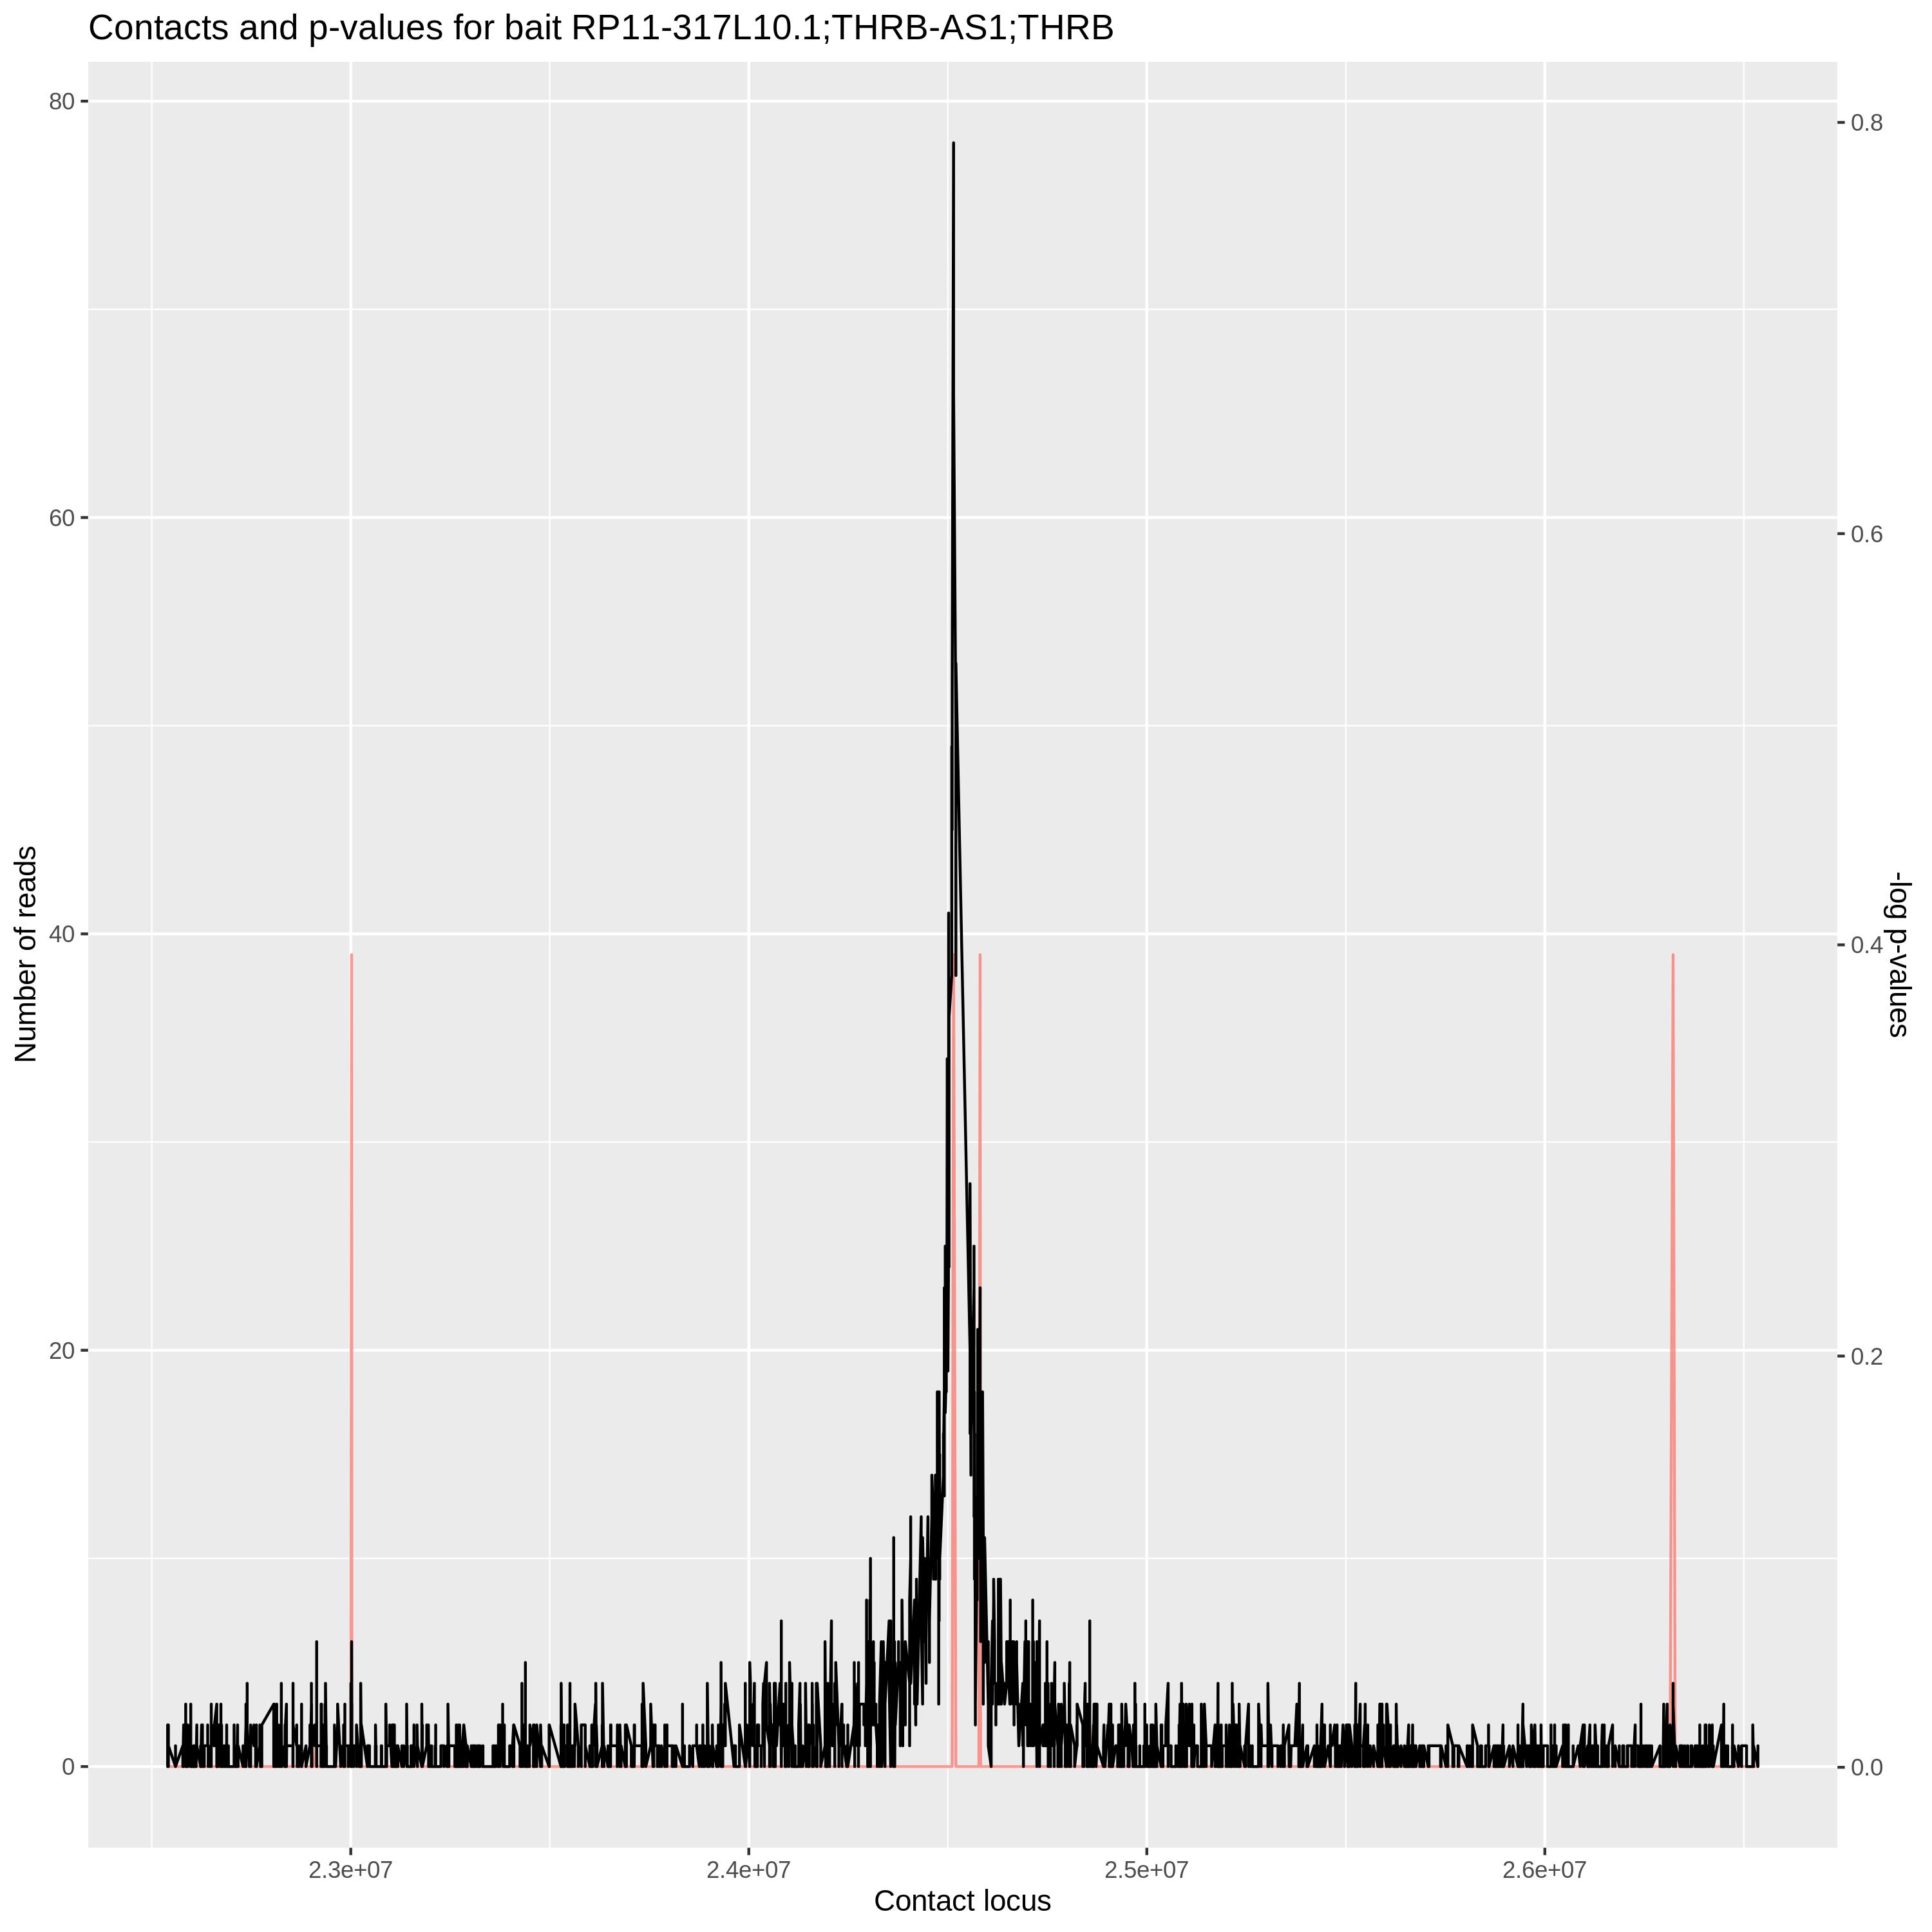 Contacts and p-values for bait RP11-317L10.1;THRB-AS1;THRB
80
60
40
20
0
Number of reads
0.8
0.6
0.4
0.2
0.0
-log p-values
2.3e+07
2.4e+07
2.5e+07
2.6e+07
Contact locus